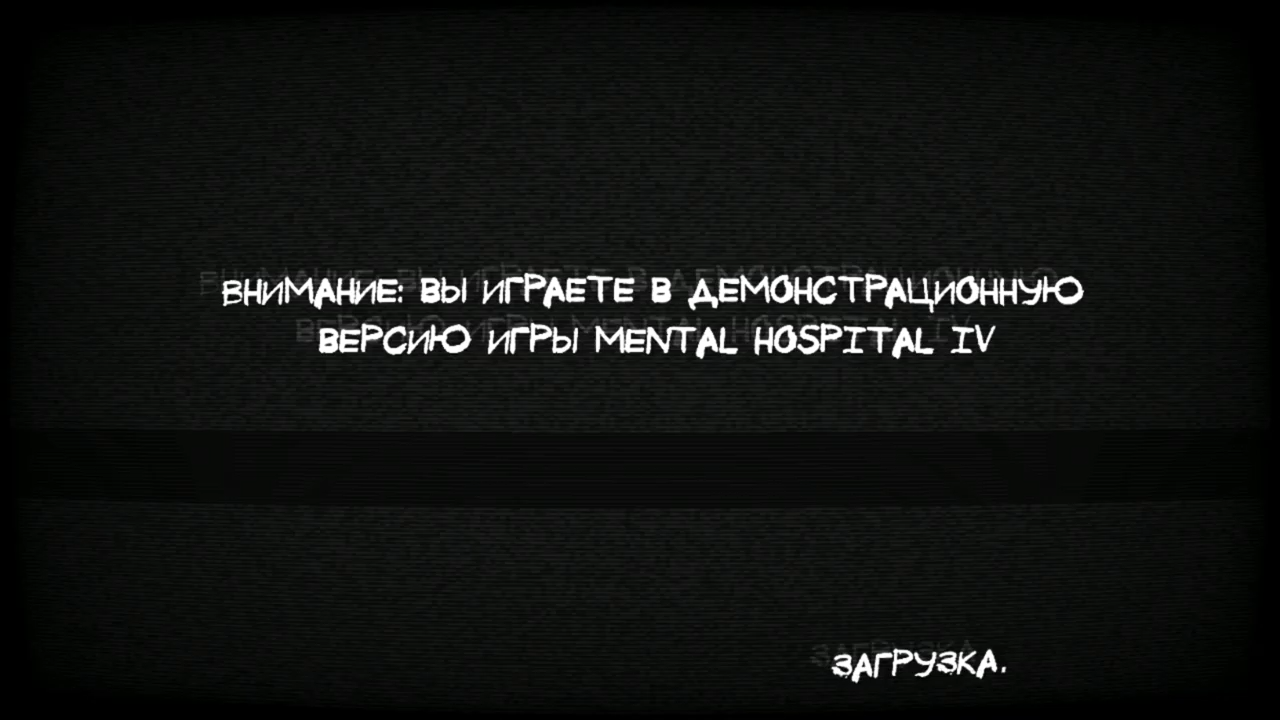 ВНИМАНИЕ: ВЫ ИГРАЕТЕ В ДЕМОНСТРАЦИОННУЮ
ВЕРСИЮ ИГРЫ MENTAL HOSPITAL IV
ЗАГРУЗКА.